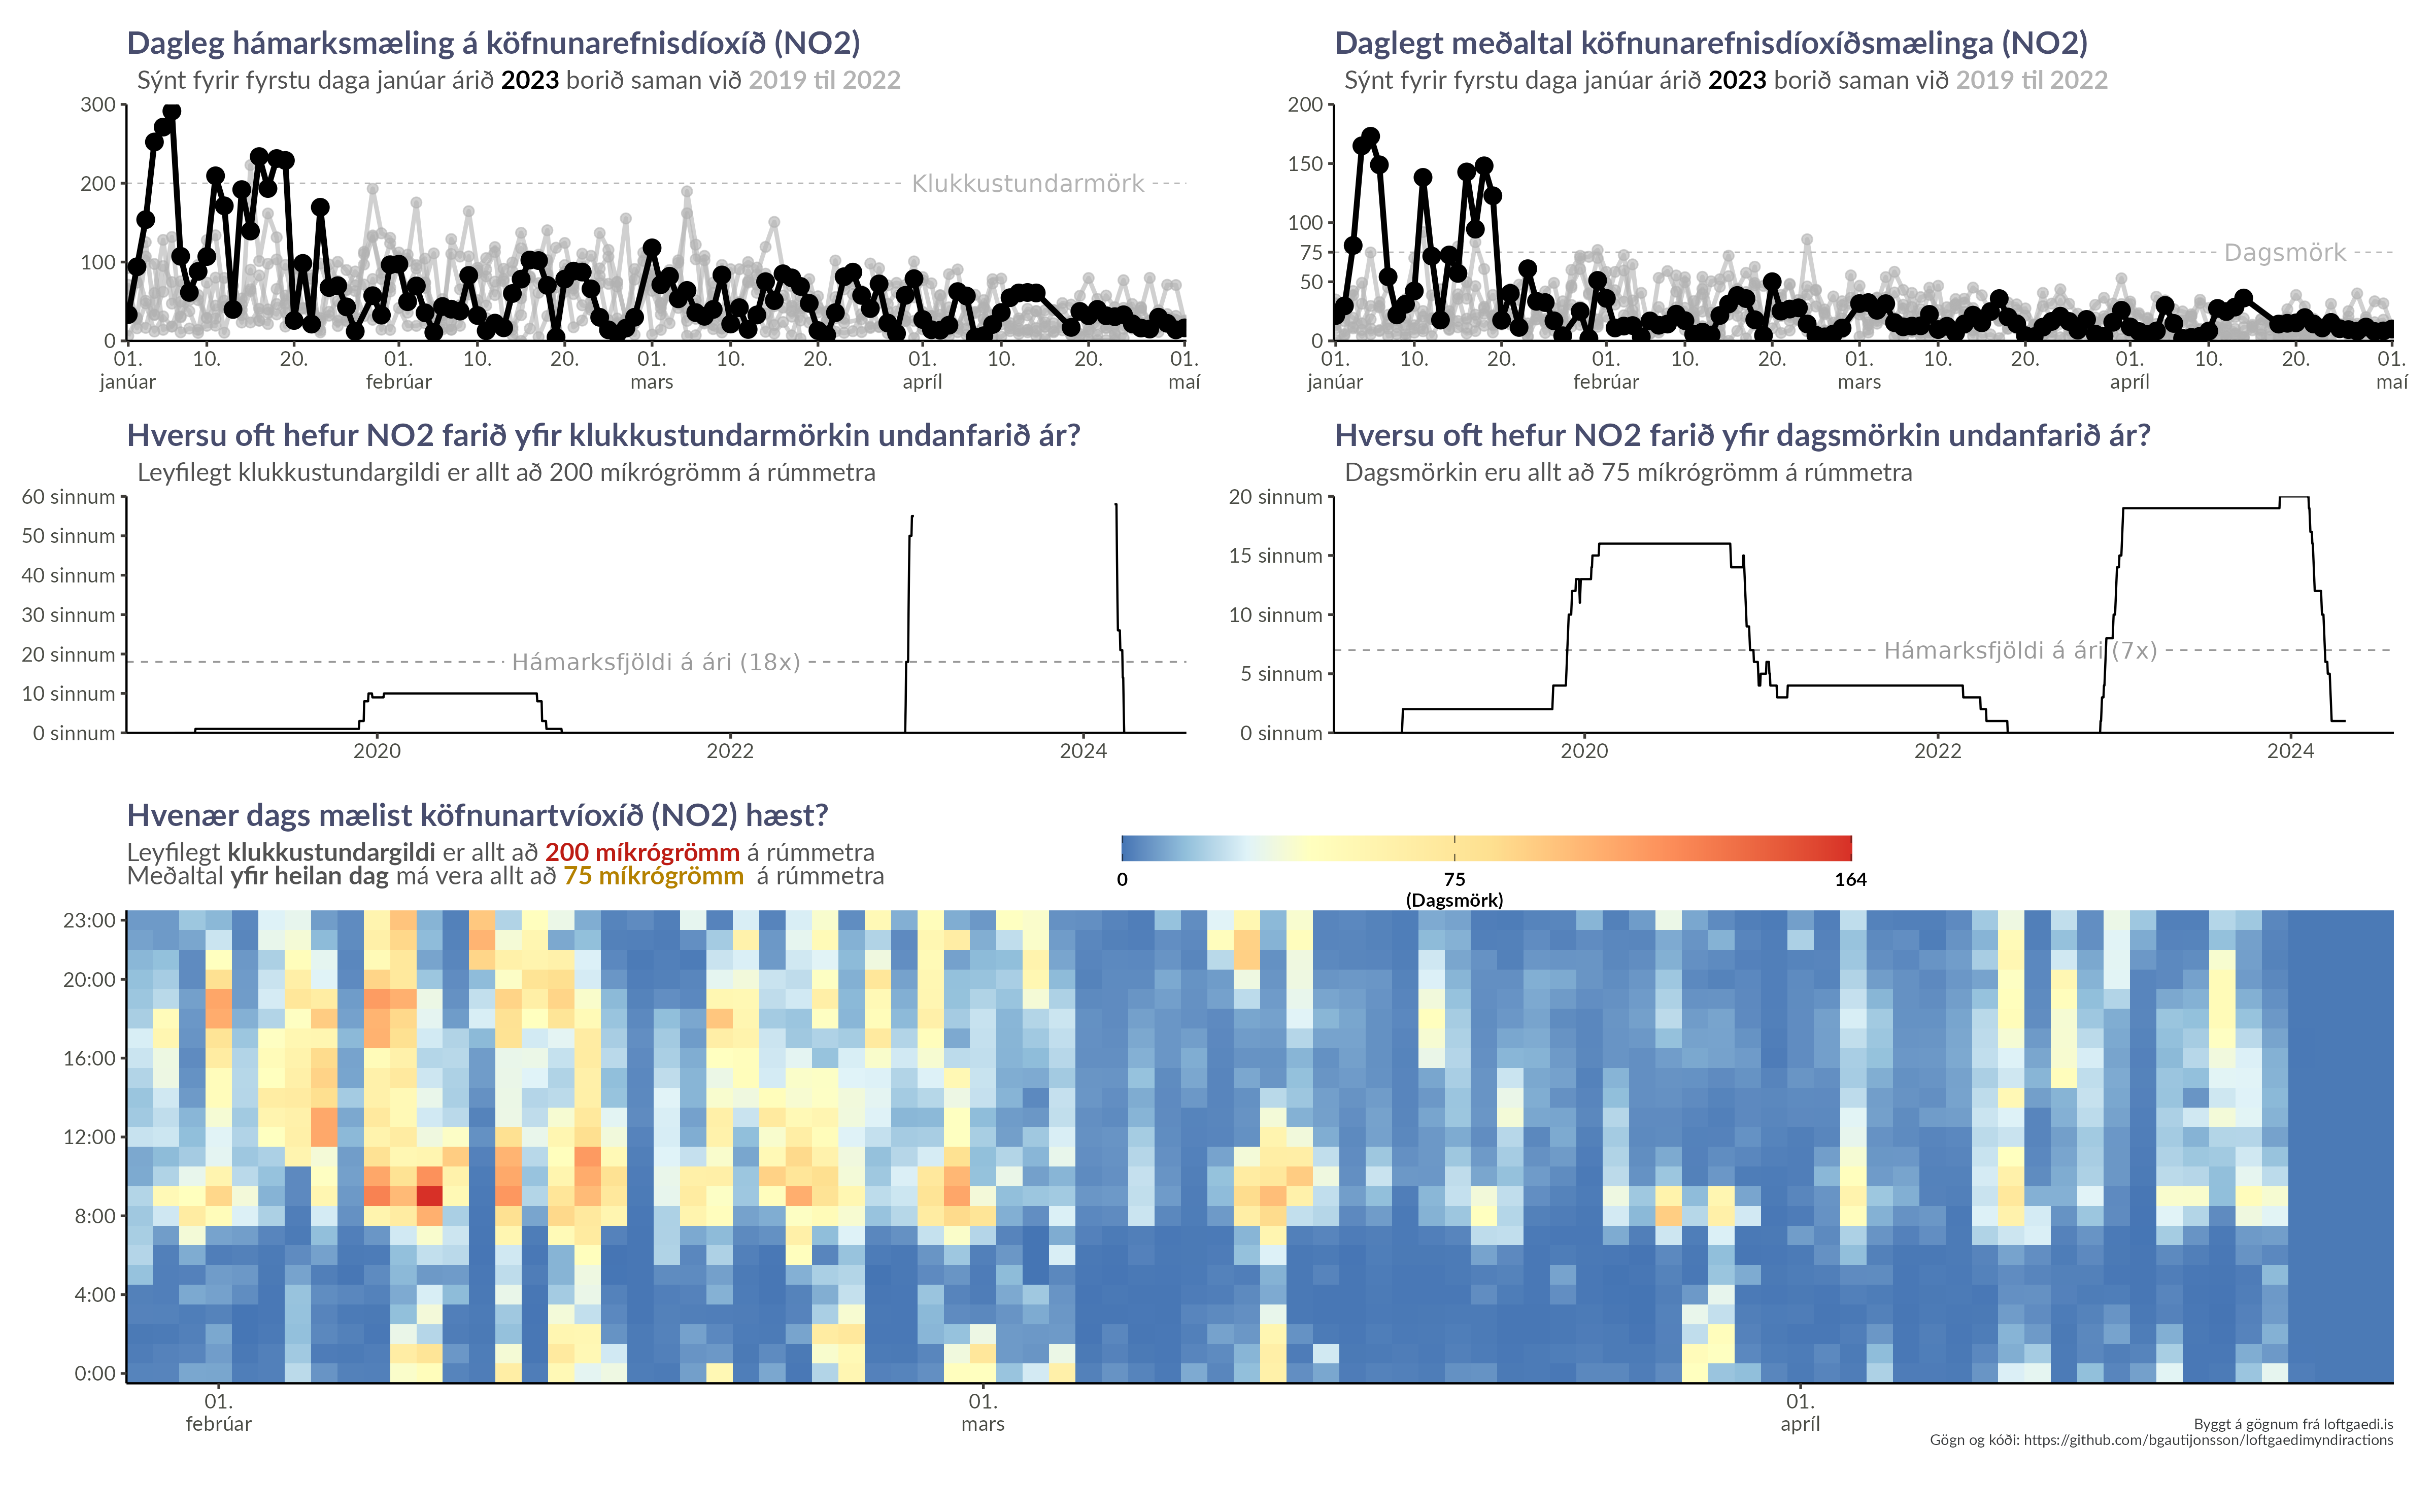 Dagleg hámarksmæling á köfnunarefnisdíoxíð (NO2)
Sýnt fyrir fyrstu daga janúar árið 2023 borið saman við 2019 til 2022
300
200
100
0
Klukkustundarmörk
01. 10. 20. 01. 10. 20. 01. 10. 20. 01. 10. 20. 01.
janúar febrúar mars apríl maí
Daglegt meðaltal köfnunarefnisdíoxíðsmælinga (NO2)
Sýnt fyrir fyrstu daga janúar árið 2023 borið saman við 2019 til 2022
200
150
100
75
50
0
Dagsmörk
01. 10. 20. 01. 10. 20. 01. 10. 20. 01. 10. 20. 01.
janúar febrúar mars apríl maí
Hversu oft hefur NO2 farið yfir klukkustundarmörkin undanfarið ár?
Leyfilegt klukkustundargildi er allt að 200 míkrógrömm á rúmmetra
60 sinnum
50 sinnum
40 sinnum
30 sinnum
20 sinnum
10 sinnum
0 sinnum
Hámarksfjöldi á ári (18x)
2020 2022 2024
Hversu oft hefur NO2 farið yfir dagsmörkin undanfarið ár?
Dagsmörkin eru allt að 75 míkrógrömm á rúmmetra
20 sinnum
15 sinnum
10 sinnum
5 sinnum
0 sinnum
Hámarksfjöldi á ári (7x)
2020 2022 2024
Hvenær dags mælist köfnunartvíoxíð (NO2) hæst?
Leyfilegt klukkustundargildi er allt að 200 míkrógrömm á rúmmetra
Meðaltal yfir heilan dag má vera allt að 75 míkrógrömm á rúmmetra
0 75 164
(Dagsmörk)
23:00
20:00
16:00
12:00
8:00
4:00
0:00
01. 01. 01.
febrúar mars apríl
Byggt á gögnum frá loftgaedi.is
Gögn og kóði: https://github.com/bgautijonsson/loftgaedimyndiractions